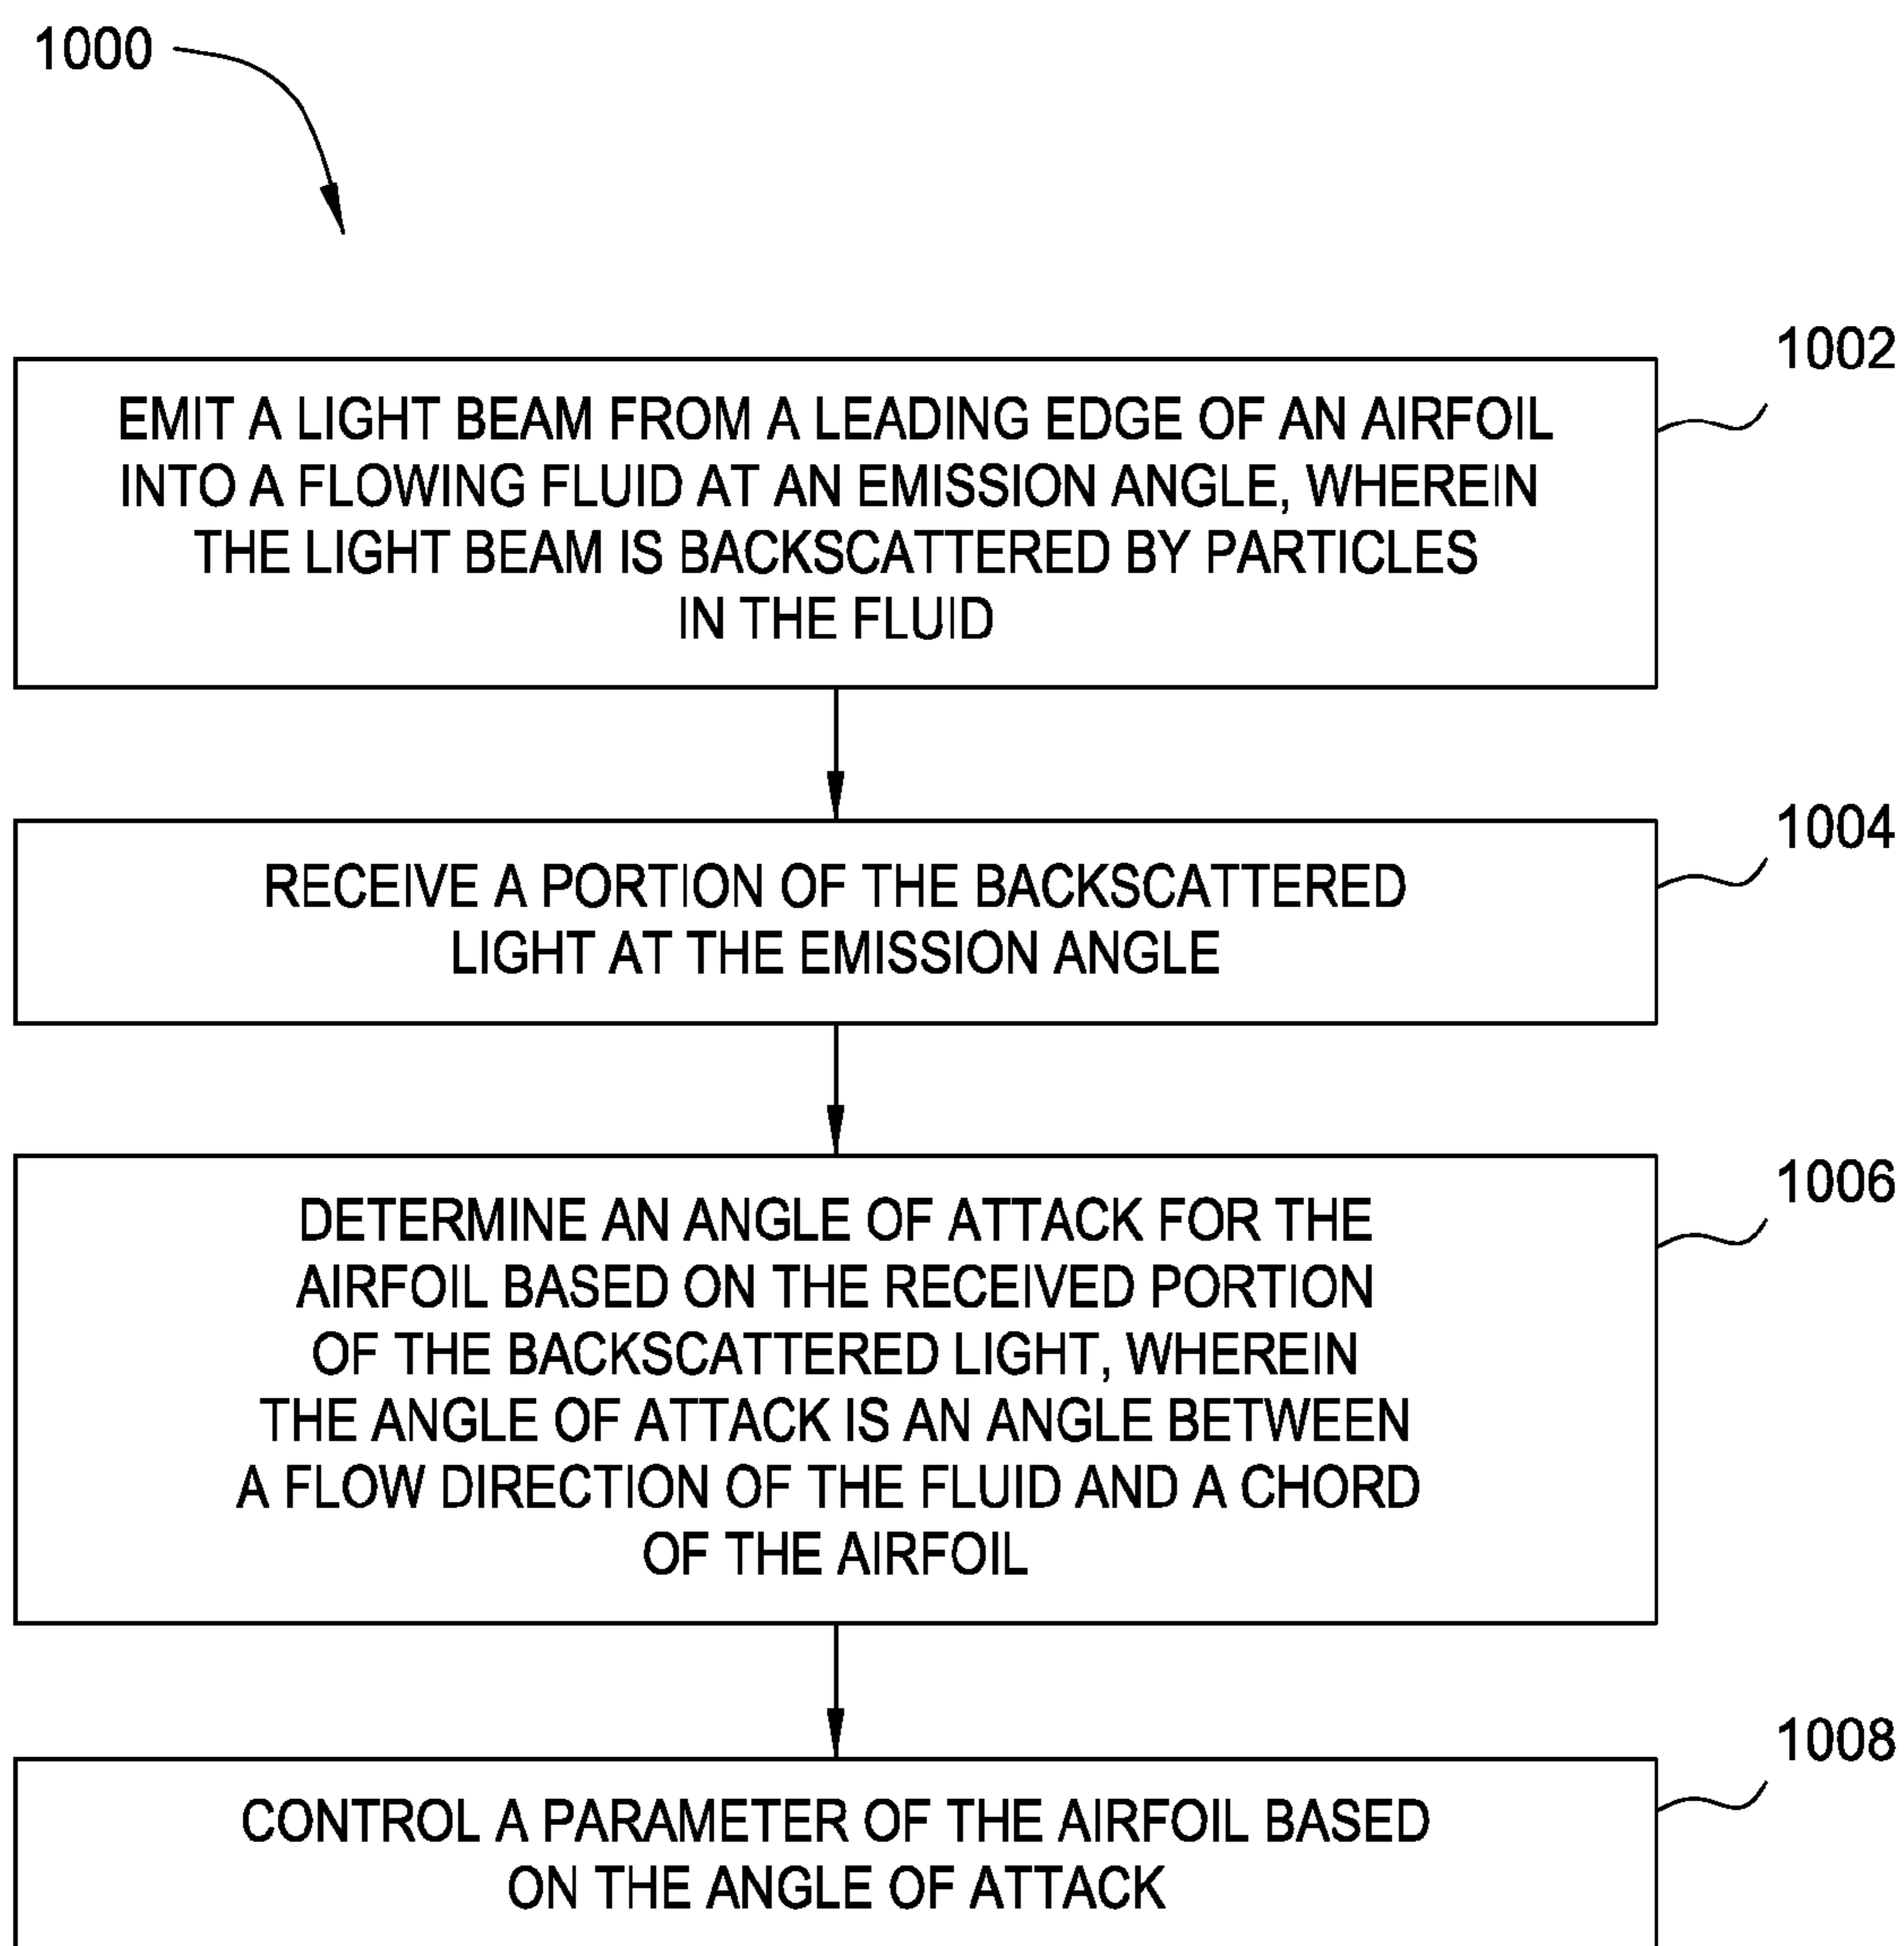 1000
1002
EMIT A LIGHT BEAM FROM A LEADING EDGE OF AN AIRFOIL
INTO A FLOWING FLUID AT AN EMISSION ANGLE, WHEREIN
THE LIGHT BEAM IS BACKSCATTERED BY PARTICLES
IN THE FLUID
1004
RECEIVE A PORTION OF THE BACKSCATTERED
LIGHT AT THE EMISSION ANGLE
1006
DETERMINE AN ANGLE OF ATTACK FOR THE
AIRFOIL BASED ON THE RECEIVED PORTION
OF THE BACKSCATTERED LIGHT, WHEREIN
THE ANGLE OF ATTACK IS AN ANGLE BETWEEN
A FLOW DIRECTION OF THE FLUID AND A CHORD
OF THE AIRFOIL
1008
CONTROL A PARAMETER OF THE AIRFOIL BASED
ON THE ANGLE OF ATTACK